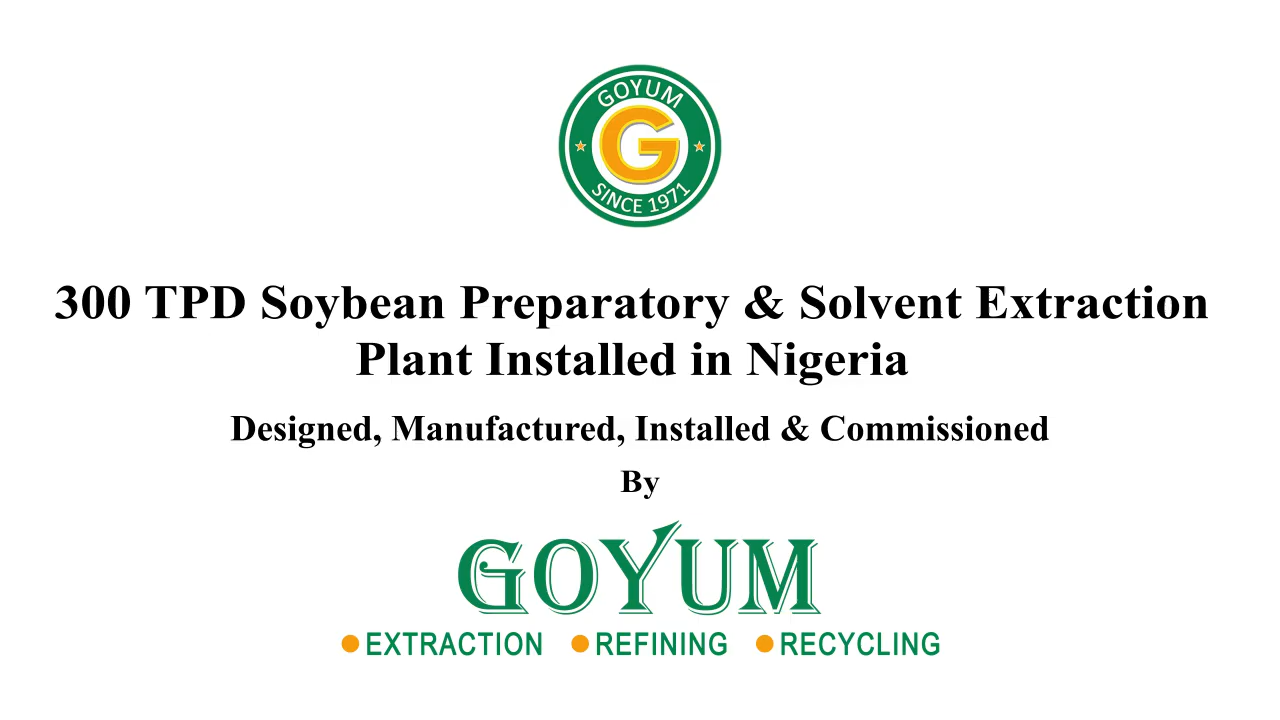 GOYUM
G
SINCE 1971
300 TPD Soybean Preparatory & Solvent Extraction
Plant Installed in Nigeria
Designed, Manufactured, Installed & Commissioned
By
GOYUM
EXTRACTION REFINING RECYCLING